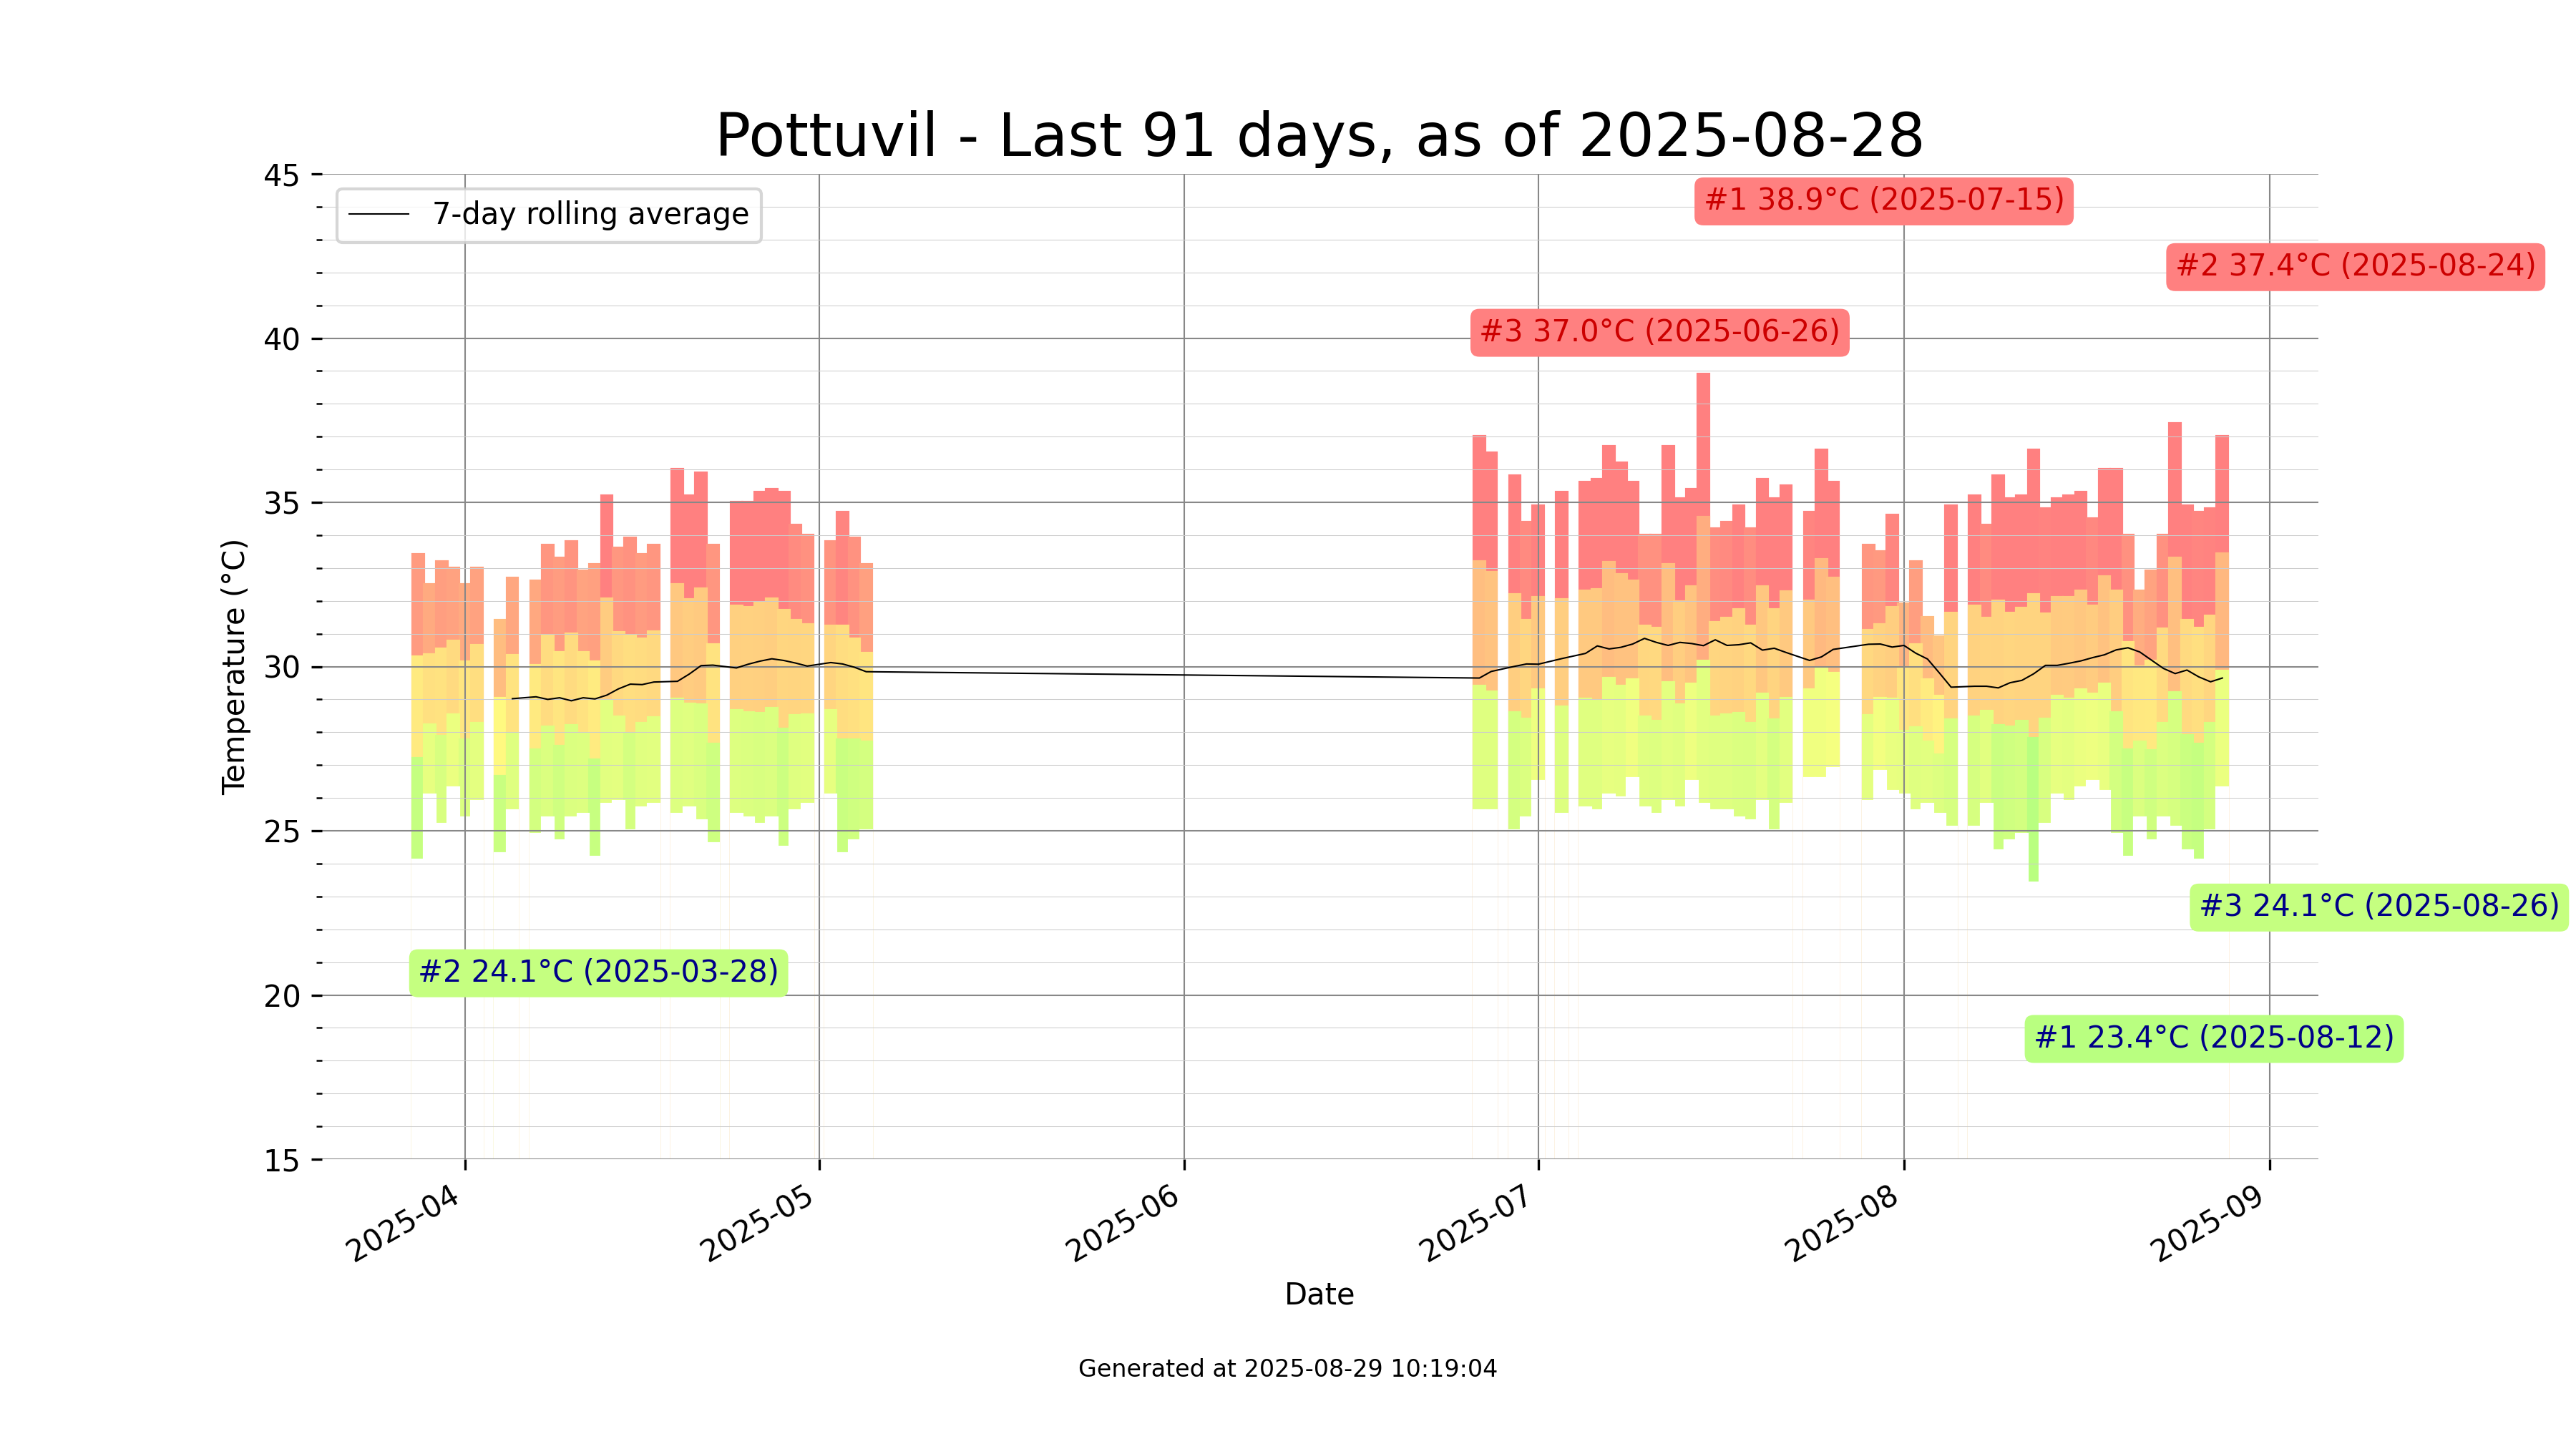 Pottuvil - Last 91 days, as of 2025-08-28
7-day rolling average
#1 38.9°C (2025-07-15)
#2 37.4°C (2025-08-24)
#3 37.0°C (2025-06-26)
#3 24.1°C (2025-08-26)
#2 24.1°C (2025-03-28)
#1 23.4°C (2025-08-12)
45
40
35
30
25
20
15
Temperature (°C)
2025-04
2025-05
2025-06
2025-07
2025-08
2025-09
Date
Generated at 2025-08-29 10:19:04